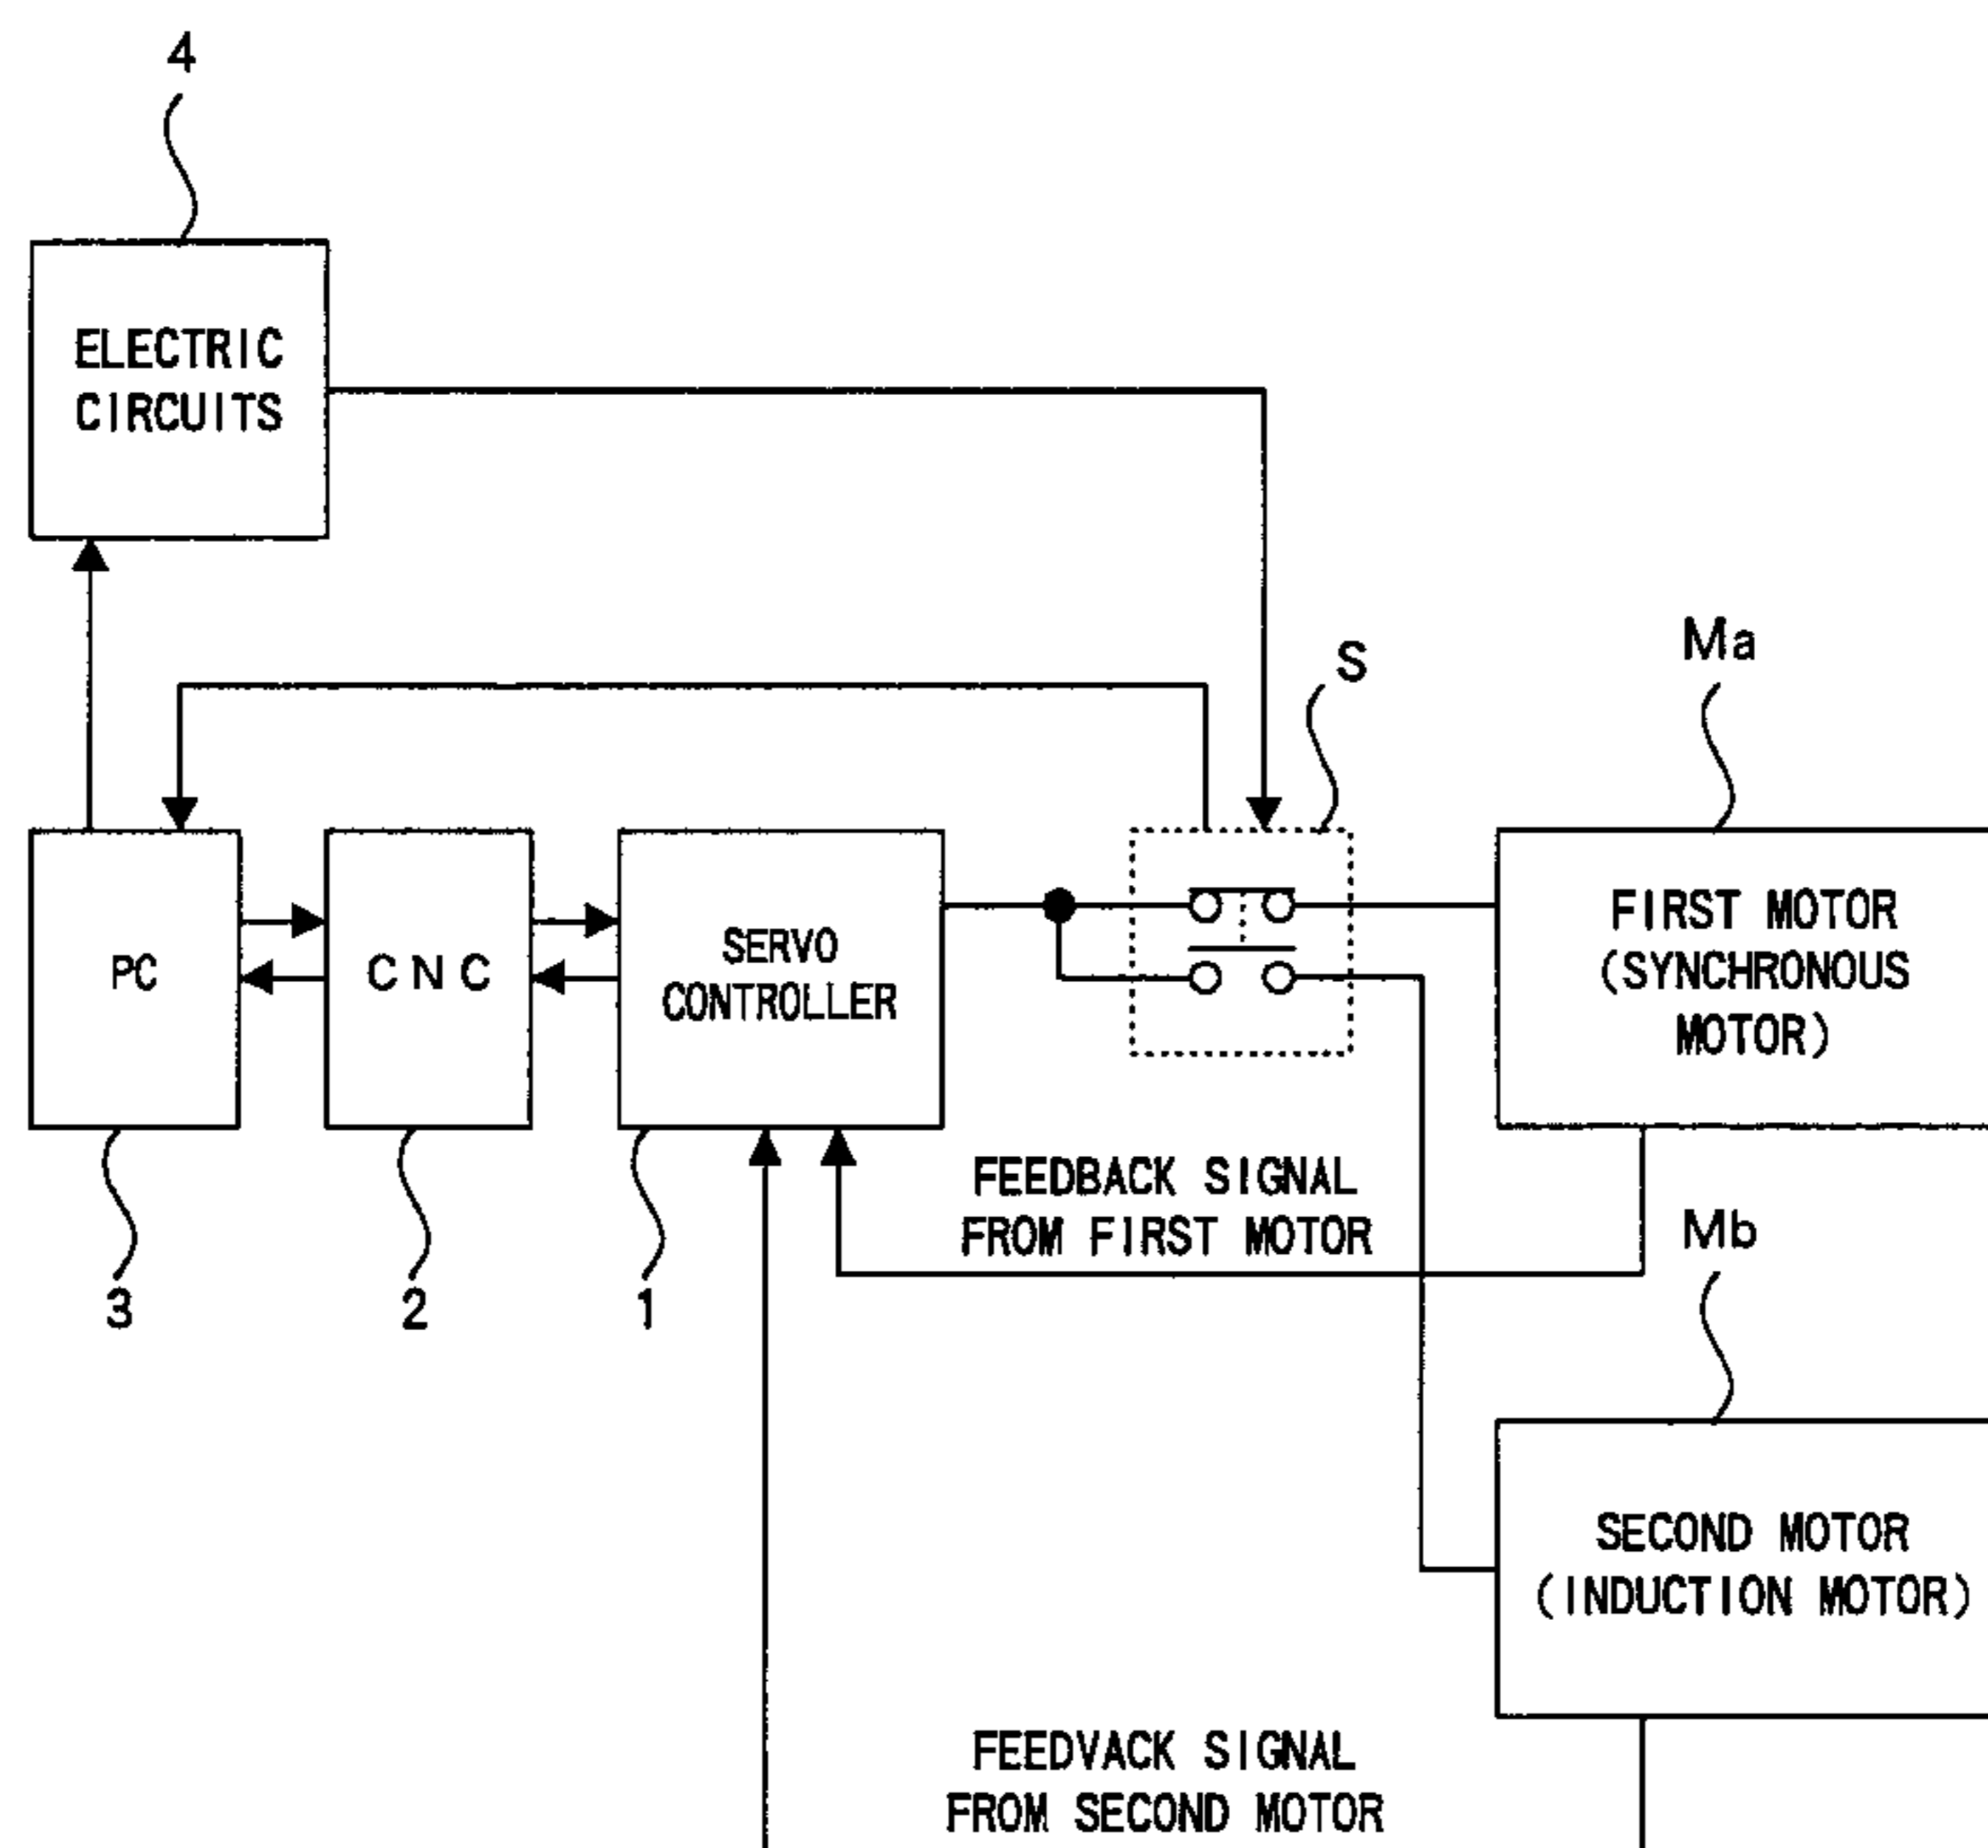 4
ELECTRIC
CIRCUITS
S
Ma
PC
C N C
SERVO
CONTROLLER
FIRST MOTOR
(SYNCHRONOUS
MOTOR)
3
2
1
FEEDBACK SIGNAL
FROM FIRST MOTOR
Mb
SECOND MOTOR
(INDUCTION MOTOR)
FEEDVACK SIGNAL
FROM SECOND MOTOR